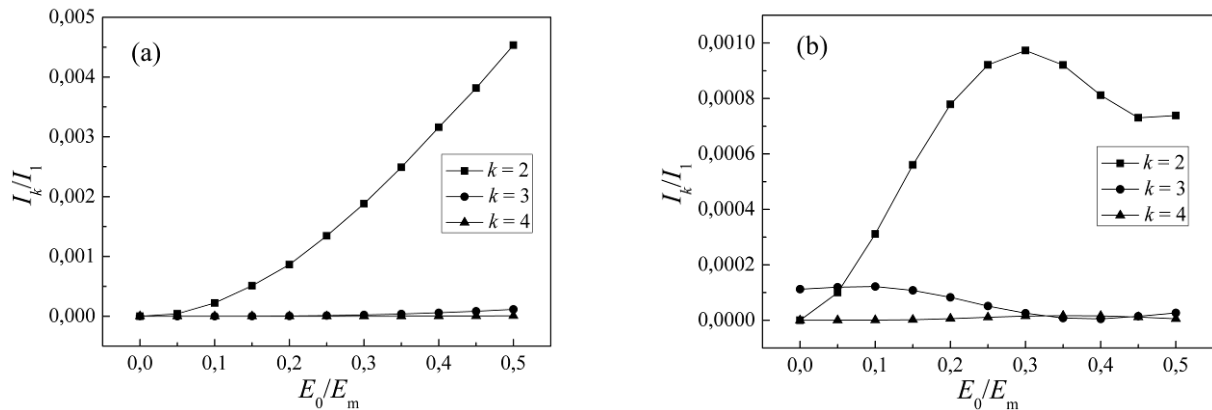 (a)
0,005
0,004
0,003
0,002
0,001
0,000
I_k/I_1
k = 2
k = 3
k = 4
0,0 0,1 0,2 0,3 0,4 0,5
E_0/E_m
(b)
0,0010
0,0008
0,0006
0,0004
0,0002
0,0000
I_k/I_1
k = 2
k = 3
k = 4
0,0 0,1 0,2 0,3 0,4 0,5
E_0/E_m